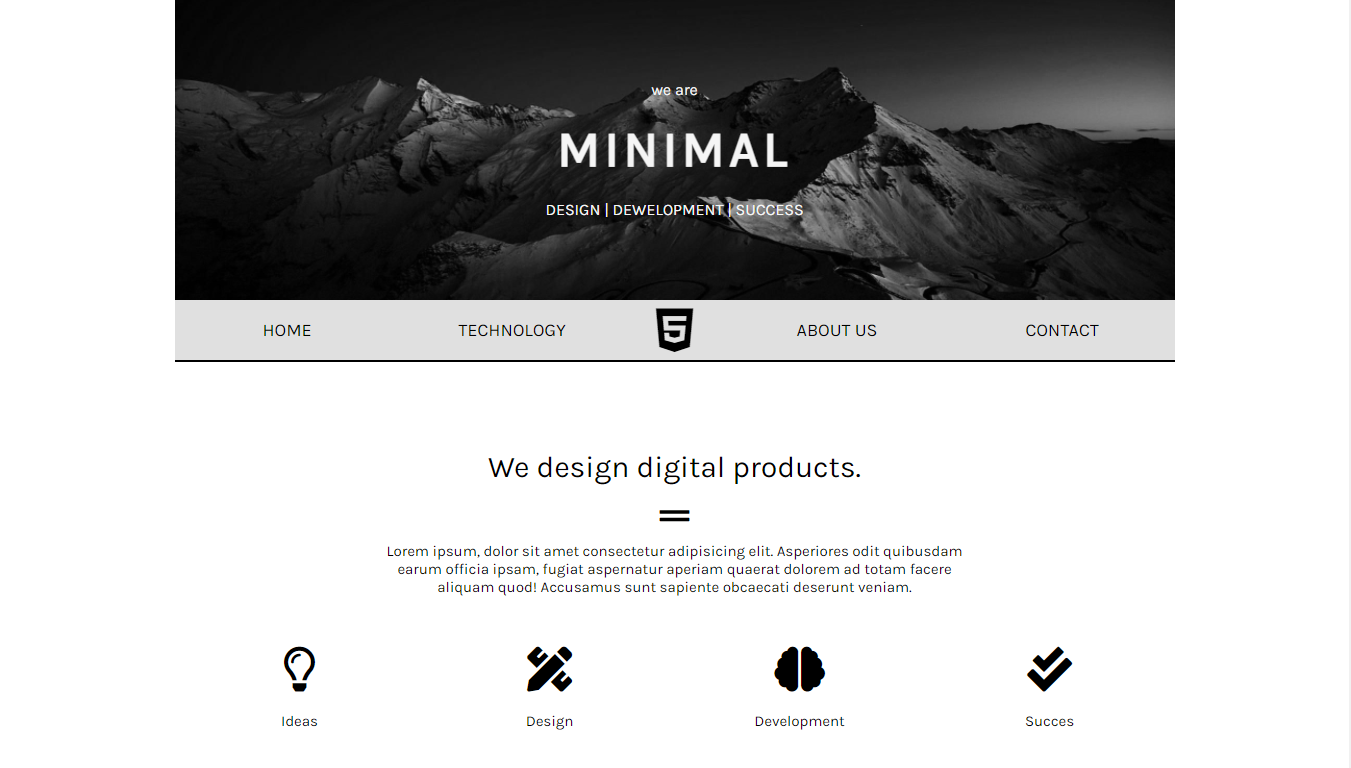 we are
MINIMAL
DESIGN | DEWELOPMENT | SUCCESS
HOME TECHNOLOGY 5 ABOUT US CONTACT
We design digital products.
Lorem ipsum, dolor sit amet consectetur adipisicing elit. Asperiores odit quibusdam
earum officia ipsam, fugiat aspernatur aperiam quaerat dolorem ad totam facere
aliquam quod! Accusamus sunt sapiente obcaecati deserunt veniam.
Ideas Design Development Succes